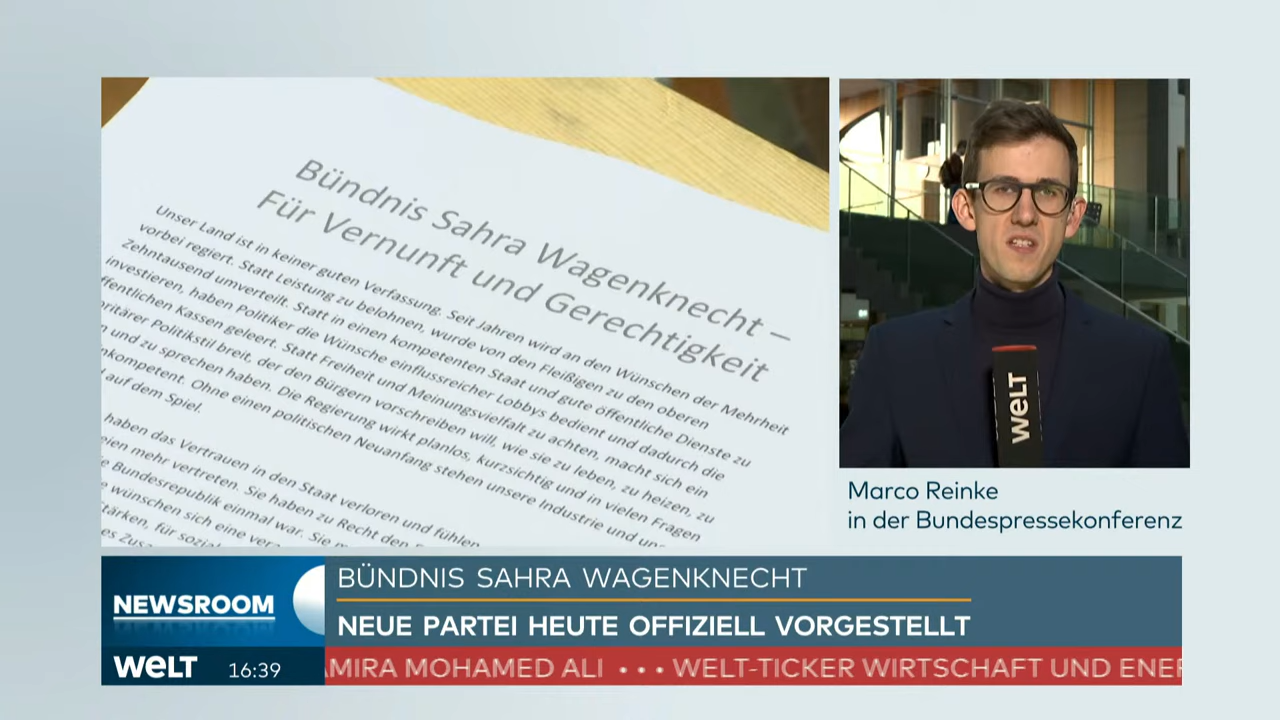 Bündnis Sahra Wagenknecht –
Für Vernunft und Gerechtigkeit
Unser Land ist in keiner guten Verfassung. Seit Jahren wird an den Wünschen der Mehrheit
vorbei regiert. Statt Leistung zu belohnen, wurde von den Fleißigen zu den oberen
Zehntausend umverteilt. Statt in einen kompetenten Staat und gute öffentliche Dienste zu
investieren, haben Politiker die Wünsche einflussreicher Lobbys bedient und dadurch die
ffentlichen Kassen geleert. Statt Freiheit und Meinungsvielfalt zu achten, macht sich ein
ritärer Politikstil breit, der den Bürgern vorschreiben will, wie sie zu leben, zu heizen, zu
und zu sprechen haben. Die Regierung wirkt planlos, kurzsichtig und in vielen Fragen
nkompetent. Ohne einen politischen Neuanfang stehen unsere Industrie und
auf dem Spiel.
haben das Vertrauen in den Staat verloren und fühlen
mehr vertreten. Sie haben zu Recht den
Bundesrepublik einmal war. Sie
wünschen sich eine
für
WELT
Marco Reinke
in der Bundespressekonferenz
BÜNDNIS SAHRA WAGENKNECHT
NEWSROOM
NEUE PARTEI HEUTE OFFIZIELL VORGESTELLT
WELT 16:39 AMIRA MOHAMED ALI • • • WELT-TICKER WIRTSCHAFT UND ENER